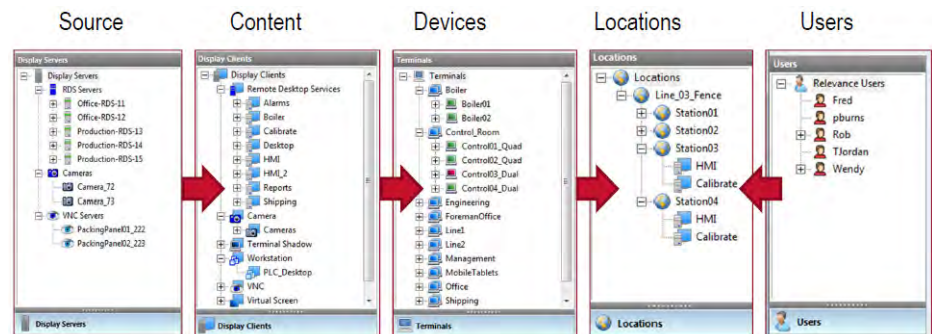 Source
Content
Devices
Locations
Users
Display Servers
Display Servers
RDS Servers
Office-RDS-11
Office-RDS-12
Production-RDS-13
Production-RDS-14
Production-RDS-15
Cameras
Camera_72
Camera_73
VNC Servers
PackingPanel01_222
PackingPanel02_223
Display Servers
Display Clients
Display Clients
Remote Desktop Services
Alarms
Boiler
Calibrate
Desktop
HMI
HMI_2
Reports
Shipping
Camera
Cameras
Terminal Shadow
Workstation
PLC_Desktop
VNC
Virtual Screen
Display Clients
Terminals
Terminals
Boiler
Boiler01
Boiler02
Control_Room
Control01_Quad
Control02_Quad
Control03_Dual
Control04_Dual
Engineering
ForemanOffice
Line1
Line2
Management
MobileTablets
Office
Shipping
Terminals
Locations
Locations
Line_03_Fence
Station01
Station02
Station03
HMI
Calibrate
Station04
HMI
Calibrate
Locations
Users
Relevance Users
Fred
pburns
Rob
TJordan
Wendy
Users